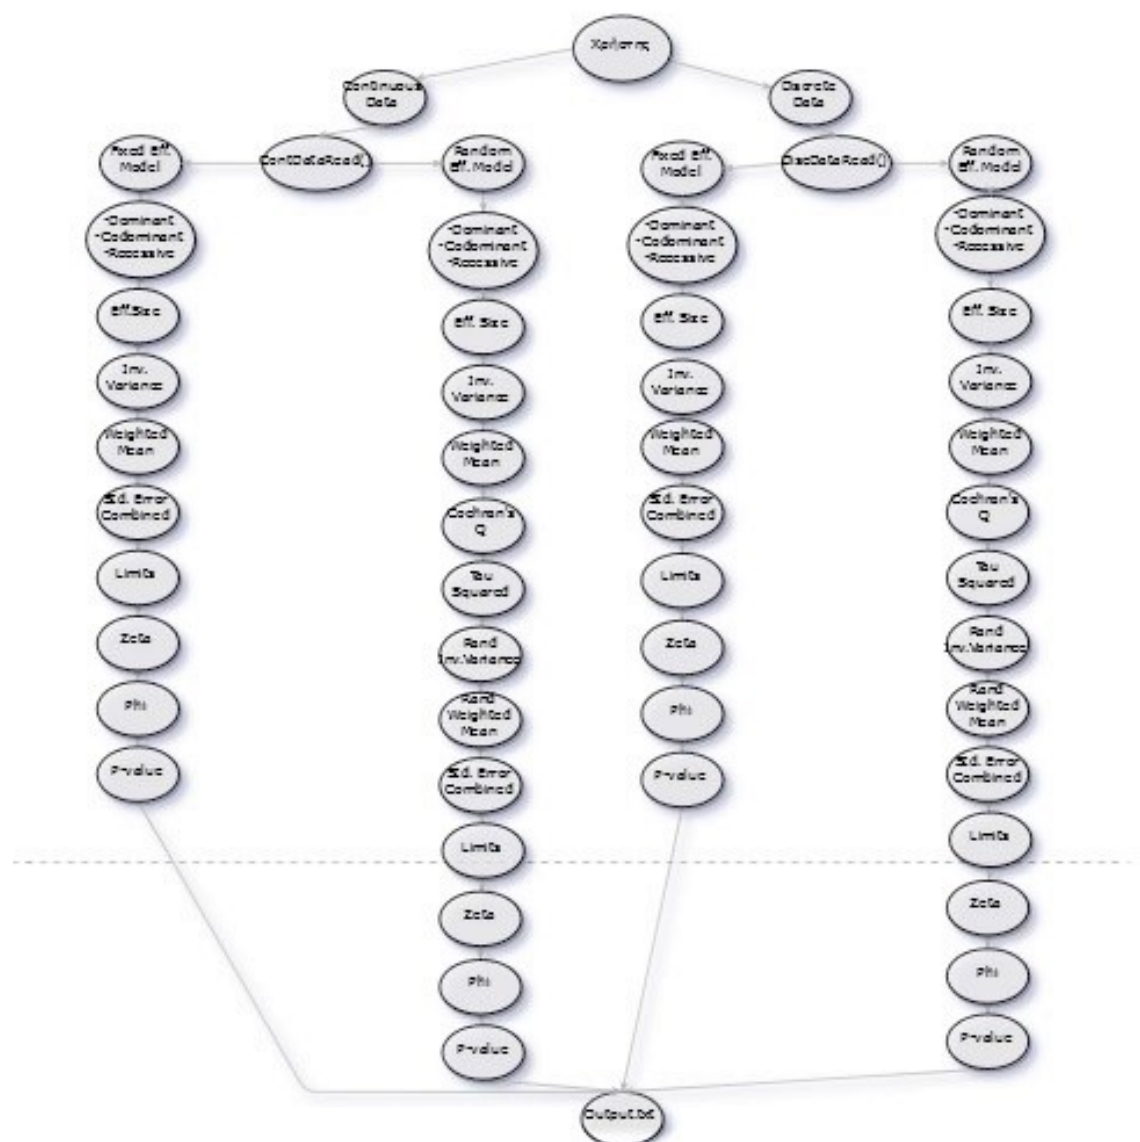 Χρήστης
Continuous
Data
Discrete
Data
Fixed Eff.
Model
ContDataRead()
Random
Eff. Model
Fixed Eff.
Model
DiscDataRead()
Random
Eff. Model
-Dominant
-Codominant
-Recessive
Eff.Size
Inv.
Variance
Weighted
Mean
Std. Error
Combined
Limits
Zeta
Phi
P-value
-Dominant
-Codominant
-Recessive
Eff. Size
Inv.
Variance
Weighted
Mean
Cochran's
Q
Tau
Squared
Rand
Inv.Variance
Rand
Weighted
Mean
Std. Error
Combined
Limits
Zeta
Phi
P-value
-Dominant
-Codominant
-Recessive
Eff. Size
Inv.
Variance
Weighted
Mean
Std. Error
Combined
Limits
Zeta
Phi
P-value
-Dominant
-Codominant
-Recessive
Eff. Size
Inv.
Variance
Weighted
Mean
Cochran's
Q
Tau
Squared
Rand
Inv.Variance
Rand
Weighted
Mean
Std. Error
Combined
Limits
Zeta
Phi
P-value
Output.txt